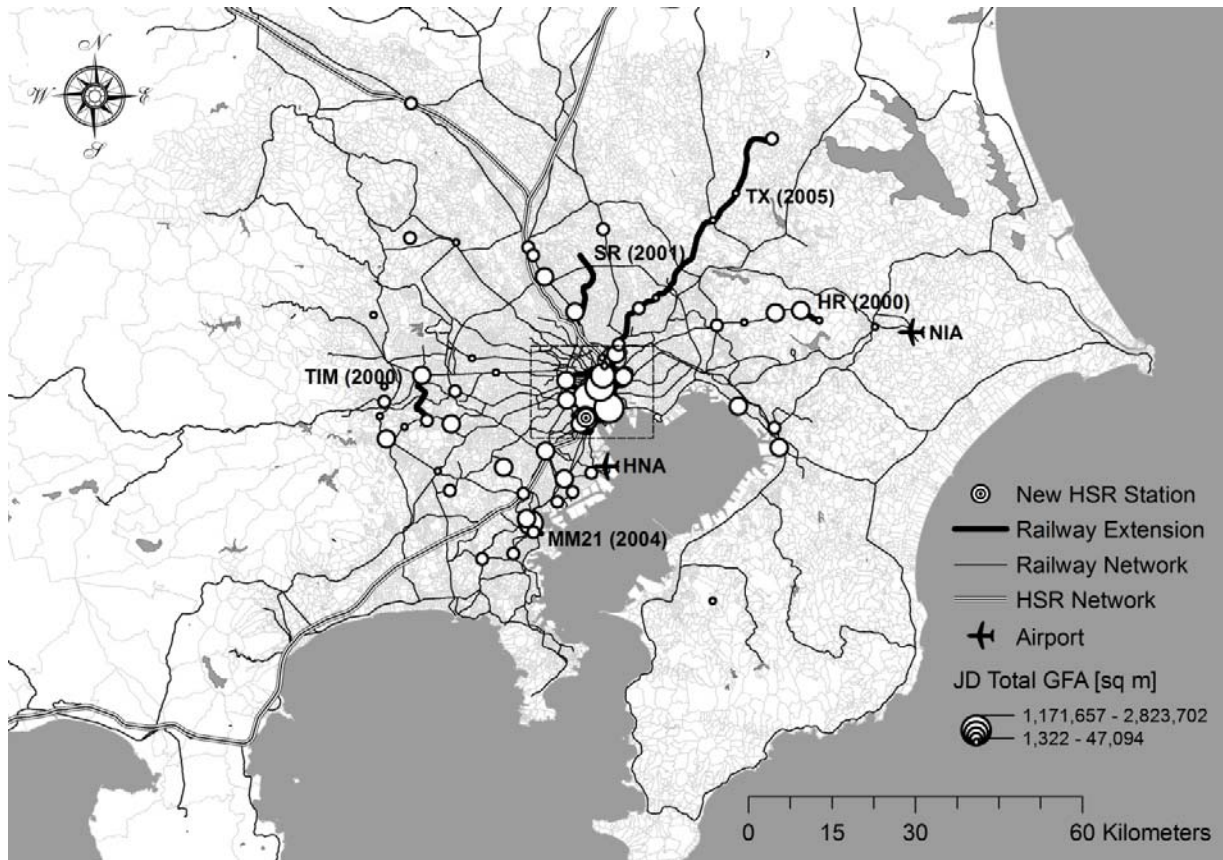 N
W
E
S
TX (2005)
SR (2001)
HR (2000)
NIA
TIM (2000)
HNA
MM21 (2004)
New HSR Station
Railway Extension
Railway Network
HSR Network
Airport
JD Total GFA [sq m]
1,171,657 - 2,823,702
1,322 - 47,094
0 15 30 60 Kilometers